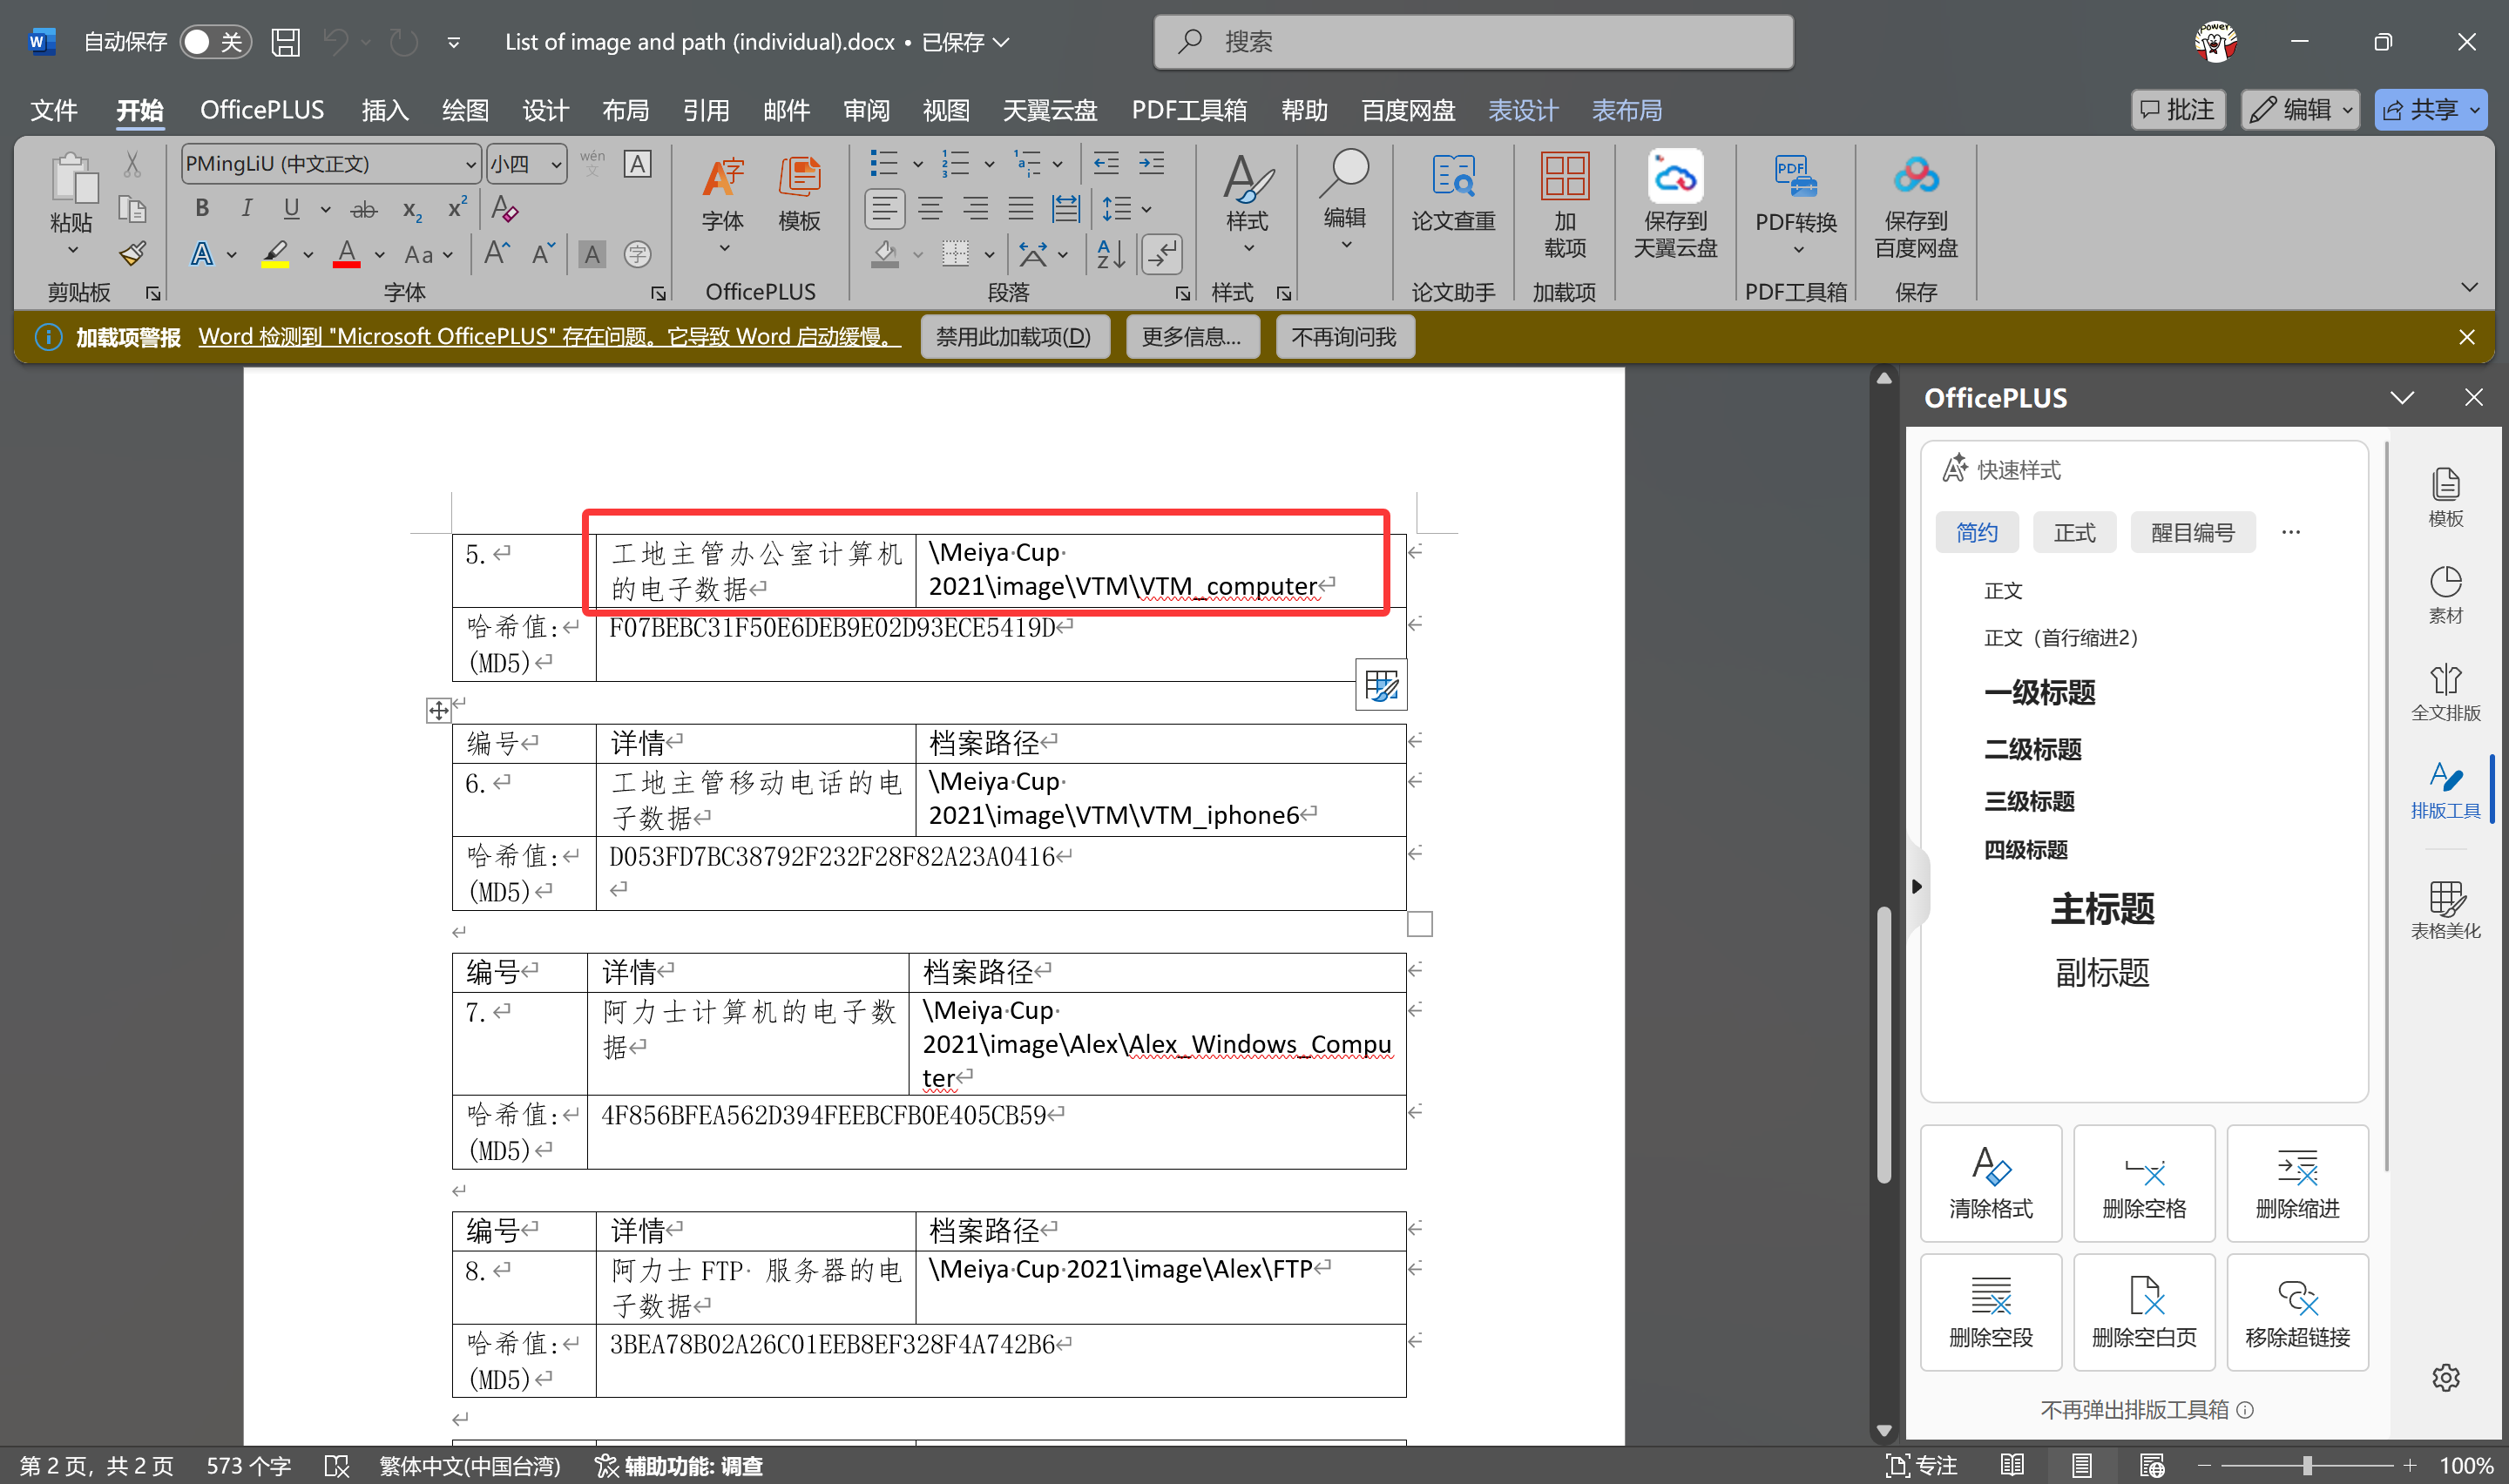 自动保存 关 List of image and path (individual).docx • 已保存 搜索
文件 开始 OfficePLUS 插入 绘图 设计 布局 引用 邮件 审阅 视图 天翼云盘 PDF工具箱 帮助 百度网盘 表设计 表布局 批注 编辑 共享
粘贴
剪贴板
PMingLiU (中文正文) 小四 wén 文 A
B I U ab x₂ x² A
A A Aa A A A 字
字体
字体 模板
OfficePLUS
段落
样式
样式
编辑
论文查重
论文助手
加
载项
加载项
保存到
天翼云盘
PDF
PDF转换
PDF工具箱
保存到
百度网盘
保存
加载项警报 Word 检测到 "Microsoft OfficePLUS" 存在问题。它导致 Word 启动缓慢。 禁用此加载项(D) 更多信息... 不再询问我
5.
工地主管办公室计算机
的电子数据
\Meiya Cup
2021\image\VTM\VTM_computer
哈希值:
(MD5)
F07BEBC31F50E6DEB9E02D93ECE5419D
编号 详情 档案路径
6.
工地主管移动电话的电
子数据
\Meiya Cup
2021\image\VTM\VTM_iphone6
哈希值:
(MD5)
D053FD7BC38792F232F28F82A23A0416
编号 详情 档案路径
7.
阿力士计算机的电子数
据
\Meiya Cup
2021\image\Alex\Alex_Windows_Compu
ter
哈希值:
(MD5)
4F856BFEA562D394FEEBCFB0E405CB59
编号 详情 档案路径
8.
阿力士 FTP 服务器的电
子数据
\Meiya Cup 2021\image\Alex\FTP
哈希值:
(MD5)
3BEA78B02A26C01EEB8EF328F4A742B6
OfficePLUS
快速样式
简约 正式 醒目编号 ...
正文
正文（首行缩进2）
一级标题
二级标题
三级标题
四级标题
主标题
副标题
清除格式 删除空格 删除缩进
删除空段 删除空白页 移除超链接
不再弹出排版工具箱
模板
素材
全文排版
排版工具
表格美化
第 2 页，共 2 页 573 个字 繁体中文(中国台湾) 辅助功能: 调查 专注 100%